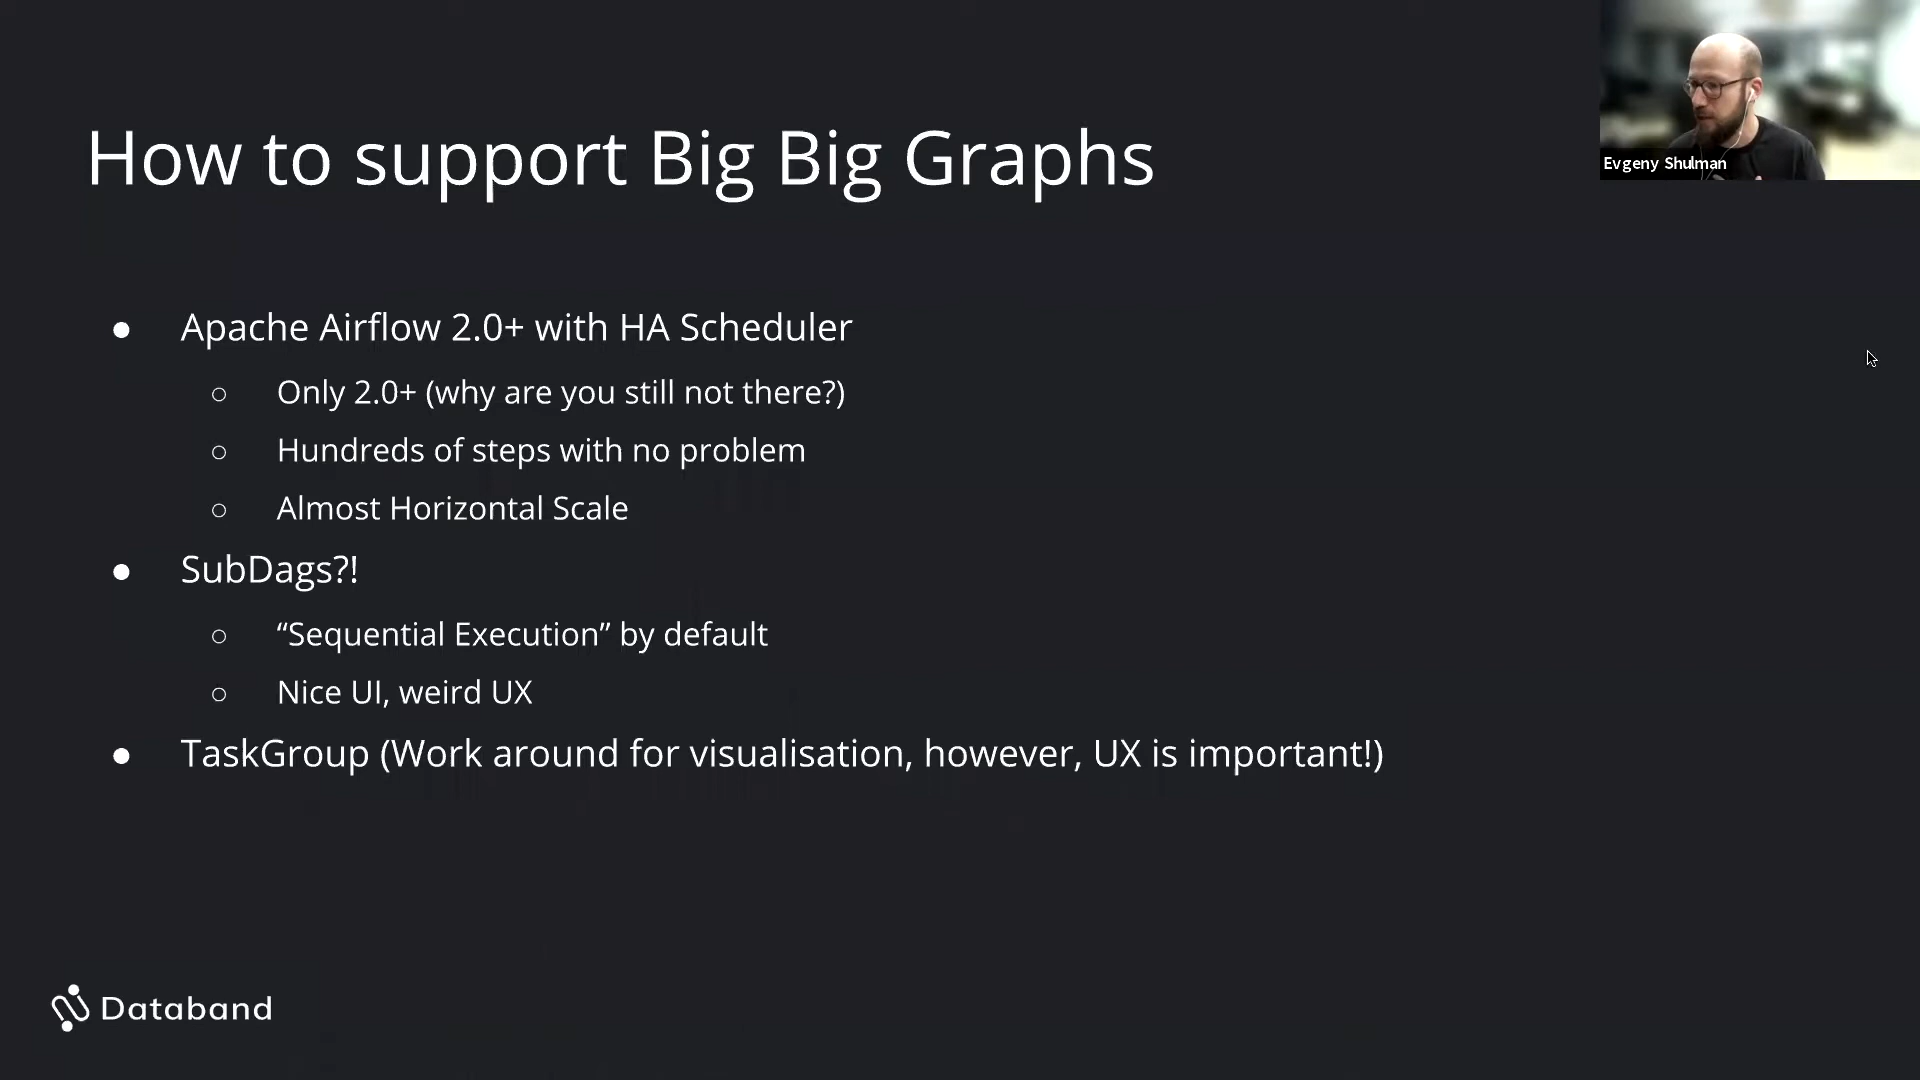 How to support Big Big Graphs
Evgeny Shulman
● Apache Airflow 2.0+ with HA Scheduler
○ Only 2.0+ (why are you still not there?)
○ Hundreds of steps with no problem
○ Almost Horizontal Scale
● SubDags?!
○ “Sequential Execution” by default
○ Nice UI, weird UX
● TaskGroup (Work around for visualisation, however, UX is important!)
Databand